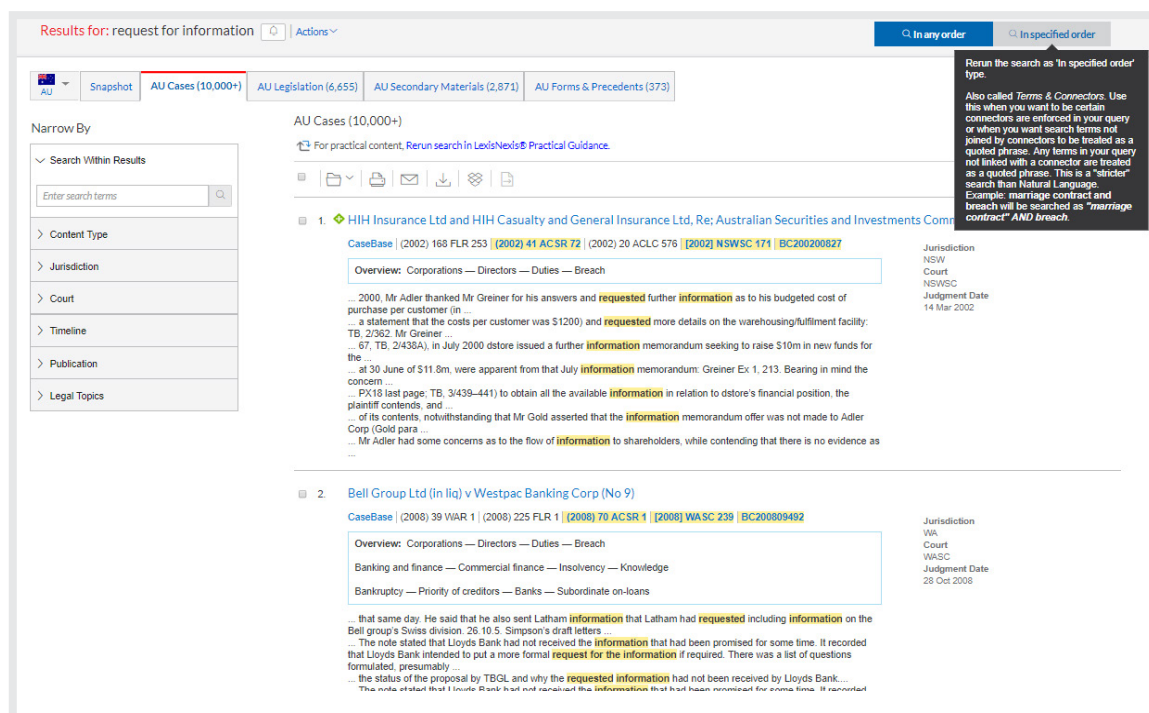 Results for: request for information | Actions
In any order
In specified order
Rerun the search as 'In specified order'
type.
Also called Terms & Connectors. Use
this when you want to be certain
connectors are enforced in your query
or when you want search terms not
joined by connectors to be treated as a
quoted phrase. Any terms in your query
not linked with a connector are treated
as a quoted phrase. This is a "stricter"
search than Natural Language.
Example: marriage contract and
breach will be searched as "marriage
contract" AND breach.
AU
Snapshot
AU Cases (10,000+)
AU Legislation (6,655)
AU Secondary Materials (2,871)
AU Forms & Precedents (373)
Narrow By
Search Within Results
Enter search terms
Content Type
Jurisdiction
Court
Timeline
Publication
Legal Topics
AU Cases (10,000+)
For practical content, Rerun search in LexisNexis® Practical Guidance.
1. HIH Insurance Ltd and HIH Casualty and General Insurance Ltd, Re; Australian Securities and Investments Com
CaseBase | (2002) 168 FLR 253 | (2002) 41 ACSR 72 | (2002) 20 ACLC 576 | [2002] NSWSC 171 | BC200200827
Overview: Corporations — Directors — Duties — Breach
... 2000, Mr Adler thanked Mr Greiner for his answers and requested further information as to his budgeted cost of
purchase per customer (in ...
... a statement that the costs per customer was $1200) and requested more details on the warehousing/fulfilment facility:
TB, 2/362. Mr Greiner ...
... 67, TB, 2/438A), in July 2000 dstore issued a further information memorandum seeking to raise $10m in new funds for
the ...
... at 30 June of $11.8m, were apparent from that July information memorandum: Greiner Ex 1, 213. Bearing in mind the
concern ...
... PX18 last page; TB, 3/439–441) to obtain all the available information in relation to dstore's financial position, the
plaintiff contends, and ...
... of its contents, notwithstanding that Mr Gold asserted that the information memorandum offer was not made to Adler
Corp (Gold para ...
... Mr Adler had some concerns as to the flow of information to shareholders, while contending that there is no evidence as
...
Jurisdiction
NSW
Court
NSWSC
Judgment Date
14 Mar 2002
2. Bell Group Ltd (in liq) v Westpac Banking Corp (No 9)
CaseBase | (2008) 39 WAR 1 | (2008) 225 FLR 1 | (2008) 70 ACSR 1 | [2008] WASC 239 | BC200809492
Overview: Corporations — Directors — Duties — Breach
Banking and finance — Commercial finance — Insolvency — Knowledge
Bankruptcy — Priority of creditors — Banks — Subordinate on-loans
... that same day. He said that he also sent Latham information that Latham had requested including information on the
Bell group's Swiss division. 26.10.5. Simpson's draft letters ...
... The note stated that Lloyds Bank had not received the information that had been promised for some time. It recorded
that Lloyds Bank intended to put a more formal request for the information if required. There was a list of questions
formulated, presumably ...
... the status of the proposal by TBGL and why the requested information had not been received by Lloyds Bank....
The note stated that Lloyds Bank had not received the information that had been promised for some time. It recorded
Jurisdiction
WA
Court
WASC
Judgment Date
28 Oct 2008